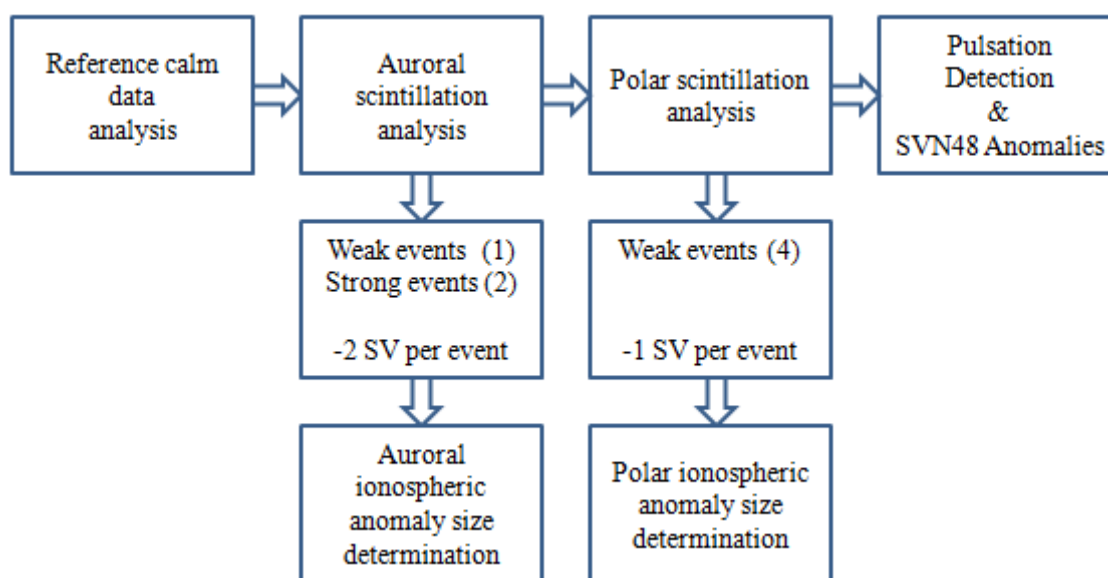 Reference calm
data
analysis
Auroral
scintillation
analysis
Polar scintillation
analysis
Pulsation
Detection
&
SVN48 Anomalies
Weak events (1)
Strong events (2)
-2 SV per event
Weak events (4)
-1 SV per event
Auroral
ionospheric
anomaly size
determination
Polar ionospheric
anomaly size
determination